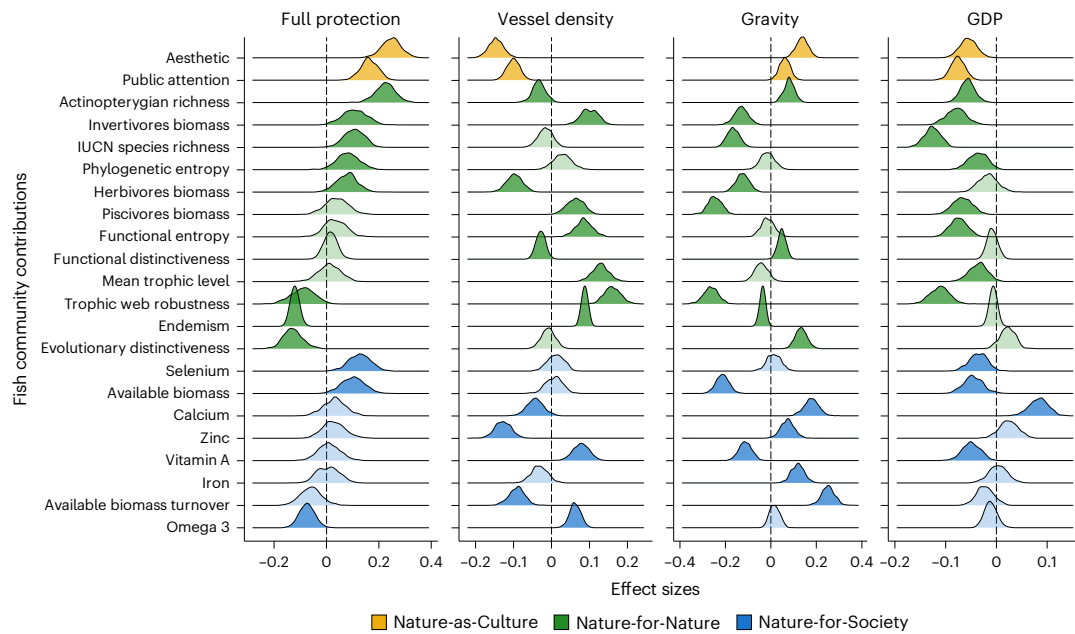 Full protection Vessel density Gravity GDP
Fish community contributions
Aesthetic
Public attention
Actinopterygian richness
Invertivores biomass
IUCN species richness
Phylogenetic entropy
Herbivores biomass
Piscivores biomass
Functional entropy
Functional distinctiveness
Mean trophic level
Trophic web robustness
Endemism
Evolutionary distinctiveness
Selenium
Available biomass
Calcium
Zinc
Vitamin A
Iron
Available biomass turnover
Omega 3
−0.2 0 0.2 0.4 −0.2 −0.1 0 0.1 0.2 −0.4 −0.2 0 0.2 0.4 −0.2 −0.1 0 0.1
Effect sizes
Nature-as-Culture Nature-for-Nature Nature-for-Society